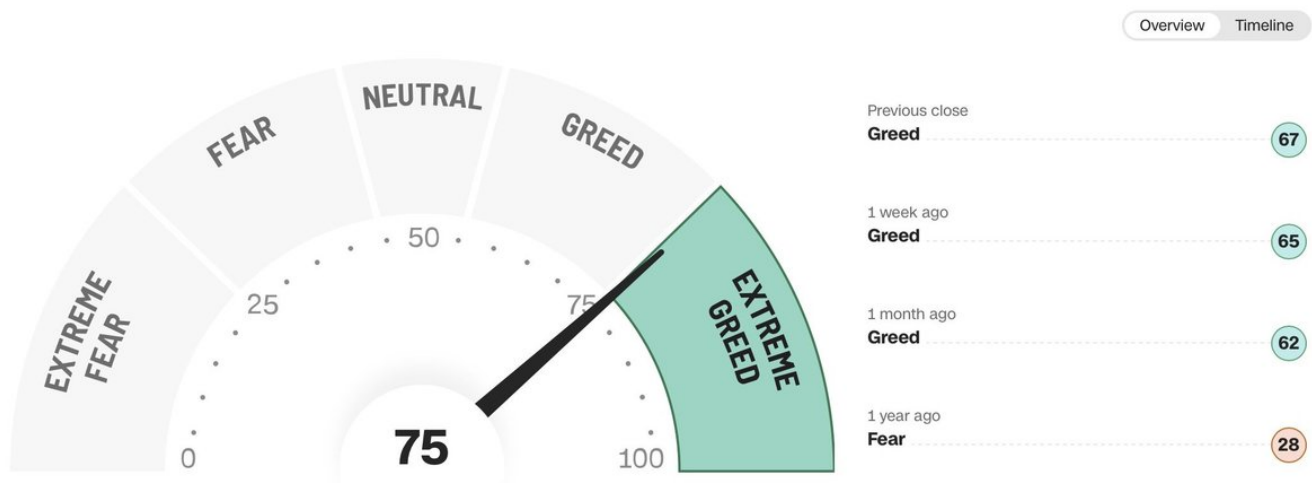 Overview
Timeline
EXTREME
FEAR
FEAR
NEUTRAL
GREED
EXTREME
GREED
0
25
50
75
100
75
Previous close
Greed
67
1 week ago
Greed
65
1 month ago
Greed
62
1 year ago
Fear
28